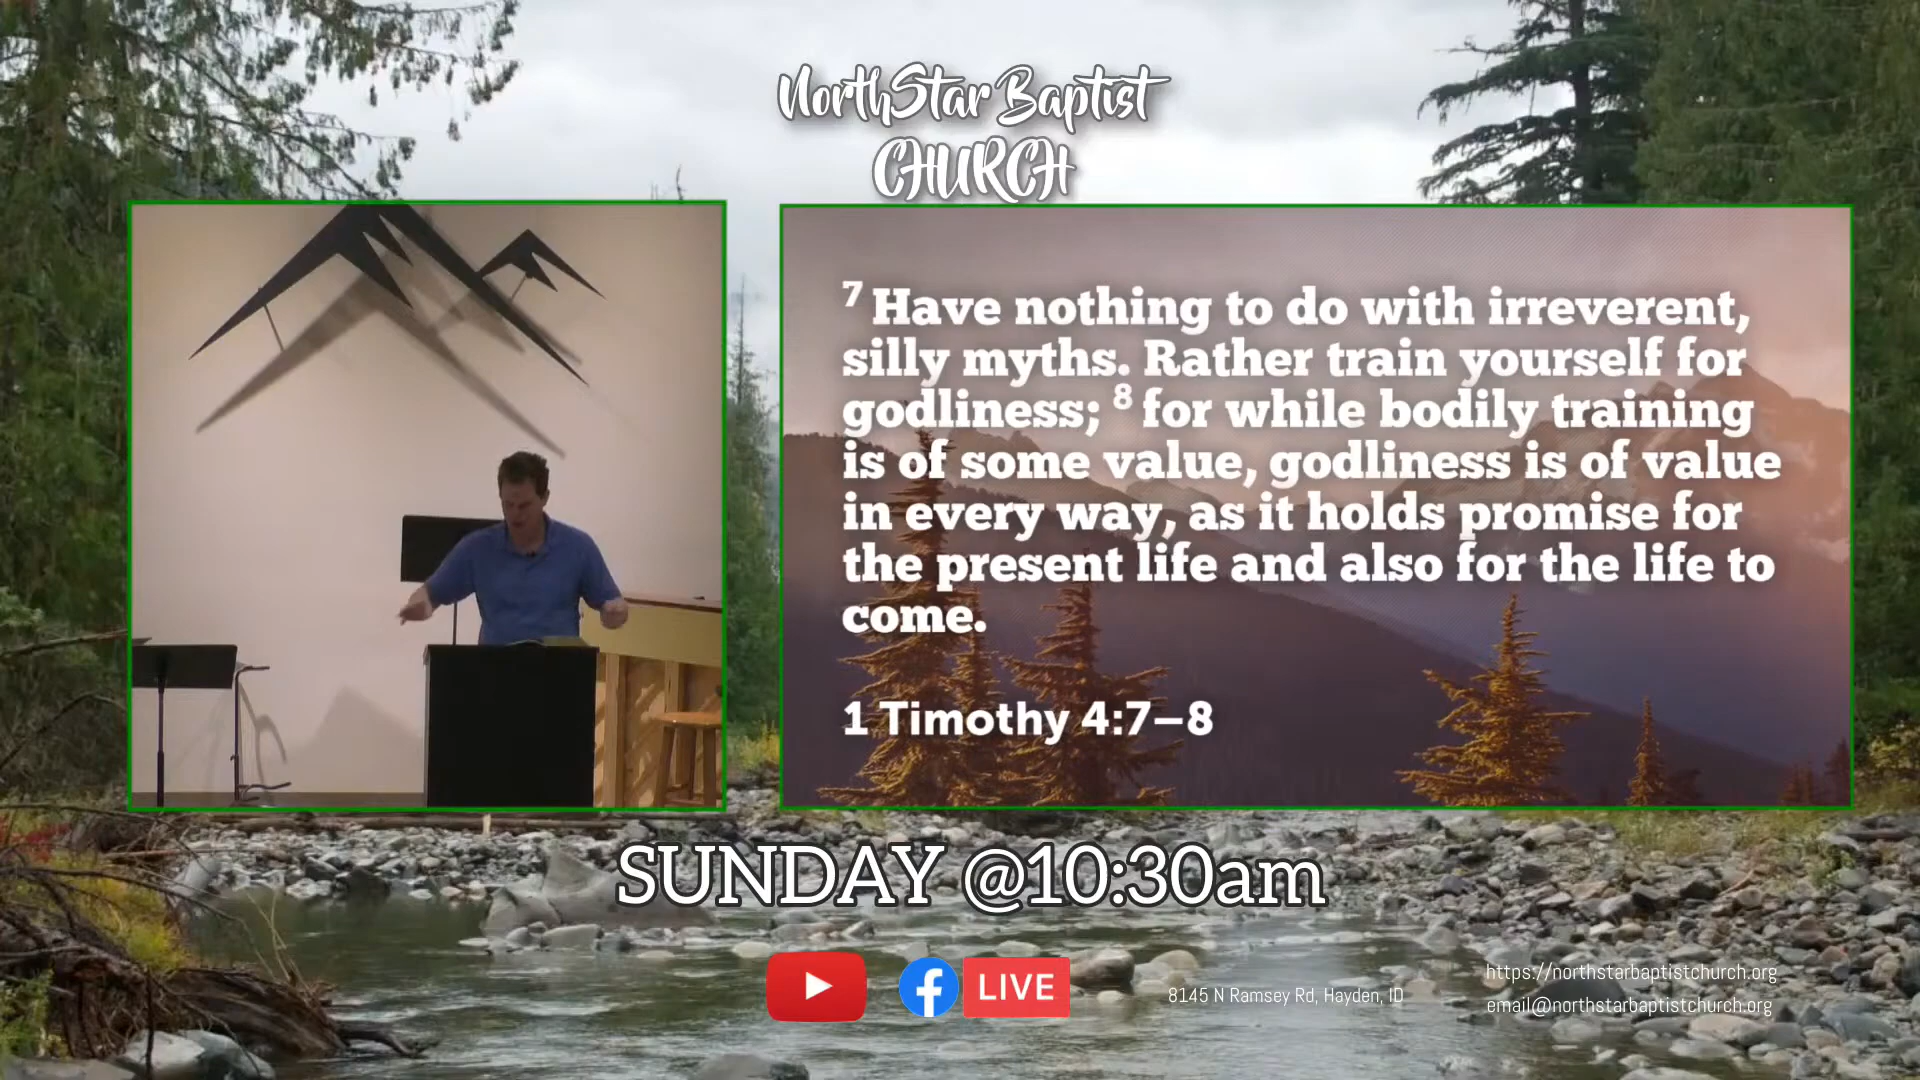 NorthStar Baptist
CHURCH
7 Have nothing to do with irreverent,
silly myths. Rather train yourself for
godliness; 8 for while bodily training
is of some value, godliness is of value
in every way, as it holds promise for
the present life and also for the life to
come.
1 Timothy 4:7–8
SUNDAY @10:30am
LIVE
8145 N Ramsey Rd, Hayden, ID
https://northstarbaptistchurch.org
email@northstarbaptistchurch.org